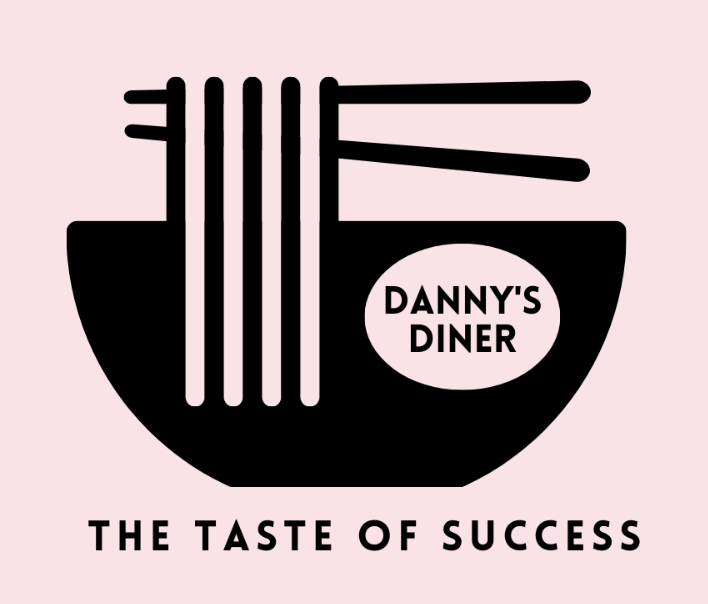 DANNY'S
DINER
THE TASTE OF SUCCESS